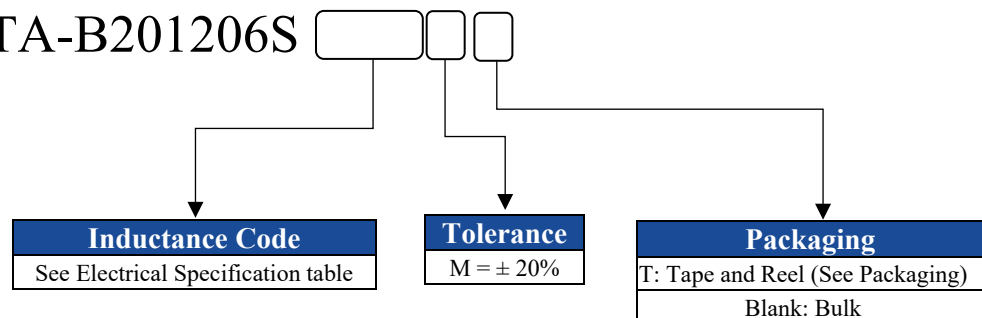 TA-B201206S
Inductance Code
See Electrical Specification table
Tolerance
M = ± 20%
Packaging
T: Tape and Reel (See Packaging)
Blank: Bulk